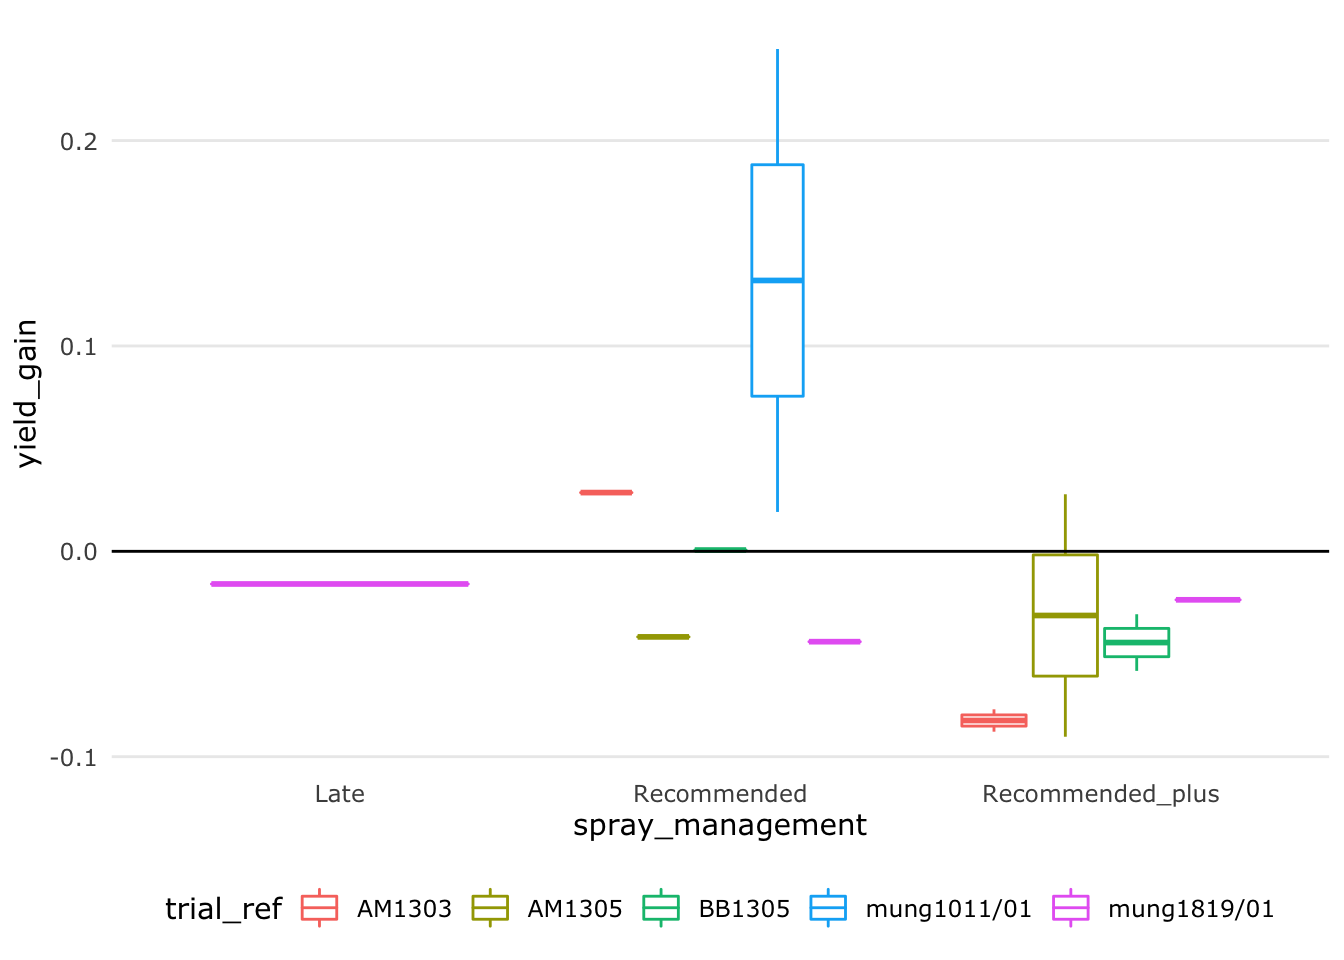 yield_gain
0.2
0.1
0.0
-0.1
Late Recommended Recommended_plus
spray_management
trial_ref AM1303 AM1305 BB1305 mung1011/01 mung1819/01